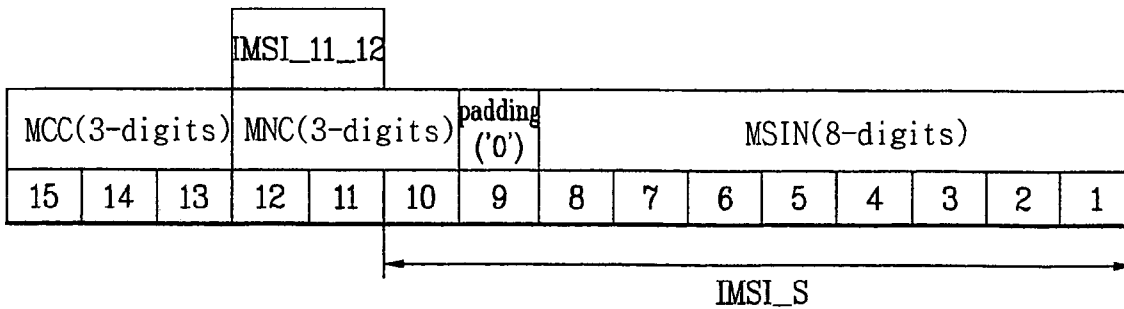 IMSI_11_12
MCC(3-digits) MNC(3-digits) padding ('0') MSIN(8-digits)
15 14 13 12 11 10 9 8 7 6 5 4 3 2 1
IMSI_S